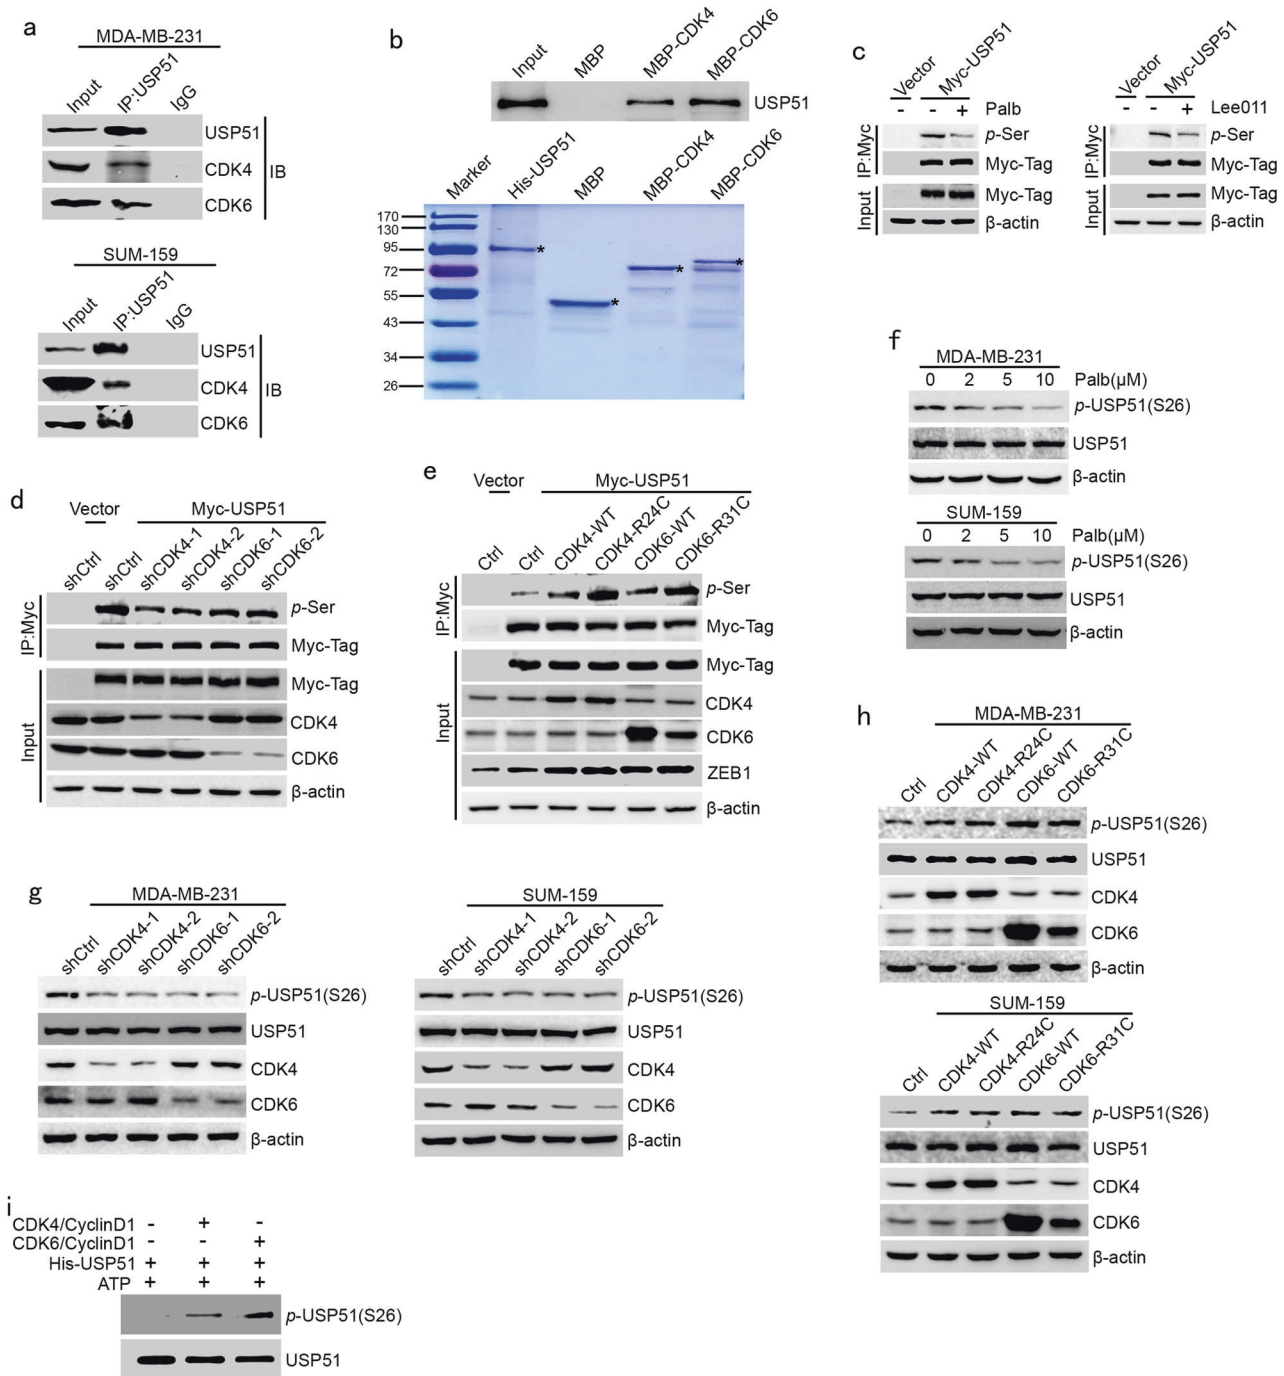 a
MDA-MB-231
Input
IP:USP51
IgG
USP51
CDK4
CDK6
IB
SUM-159
Input
IP:USP51
IgG
USP51
CDK4
CDK6
IB
b
Input
MBP
MBP-CDK4
MBP-CDK6
USP51
Marker
His-USP51
MBP
MBP-CDK4
MBP-CDK6
170
130
95
72
55
43
34
26
*
*
*
*
c
Vector
Myc-USP51
- - + Palb
IP:Myc
p-Ser
Myc-Tag
Input
Myc-Tag
β-actin
Vector
Myc-USP51
- - + Lee011
IP:Myc
p-Ser
Myc-Tag
Input
Myc-Tag
β-actin
d
Vector
Myc-USP51
shCtrl
shCtrl
shCDK4-1
shCDK4-2
shCDK6-1
shCDK6-2
IP:Myc
p-Ser
Myc-Tag
Input
Myc-Tag
CDK4
CDK6
β-actin
e
Vector
Myc-USP51
Ctrl
Ctrl
CDK4-WT
CDK4-R24C
CDK6-WT
CDK6-R31C
IP:Myc
p-Ser
Myc-Tag
Input
Myc-Tag
CDK4
CDK6
ZEB1
β-actin
f
MDA-MB-231
0 2 5 10 Palb(μM)
p-USP51(S26)
USP51
β-actin
SUM-159
0 2 5 10 Palb(μM)
p-USP51(S26)
USP51
β-actin
g
MDA-MB-231
shCtrl
shCDK4-1
shCDK4-2
shCDK6-1
shCDK6-2
p-USP51(S26)
USP51
CDK4
CDK6
β-actin
SUM-159
shCtrl
shCDK4-1
shCDK4-2
shCDK6-1
shCDK6-2
p-USP51(S26)
USP51
CDK4
CDK6
β-actin
h
MDA-MB-231
Ctrl
CDK4-WT
CDK4-R24C
CDK6-WT
CDK6-R31C
p-USP51(S26)
USP51
CDK4
CDK6
β-actin
SUM-159
Ctrl
CDK4-WT
CDK4-R24C
CDK6-WT
CDK6-R31C
p-USP51(S26)
USP51
CDK4
CDK6
β-actin
i
CDK4/CyclinD1 - + -
CDK6/CyclinD1 - - +
His-USP51 + + +
ATP + + +
p-USP51(S26)
USP51